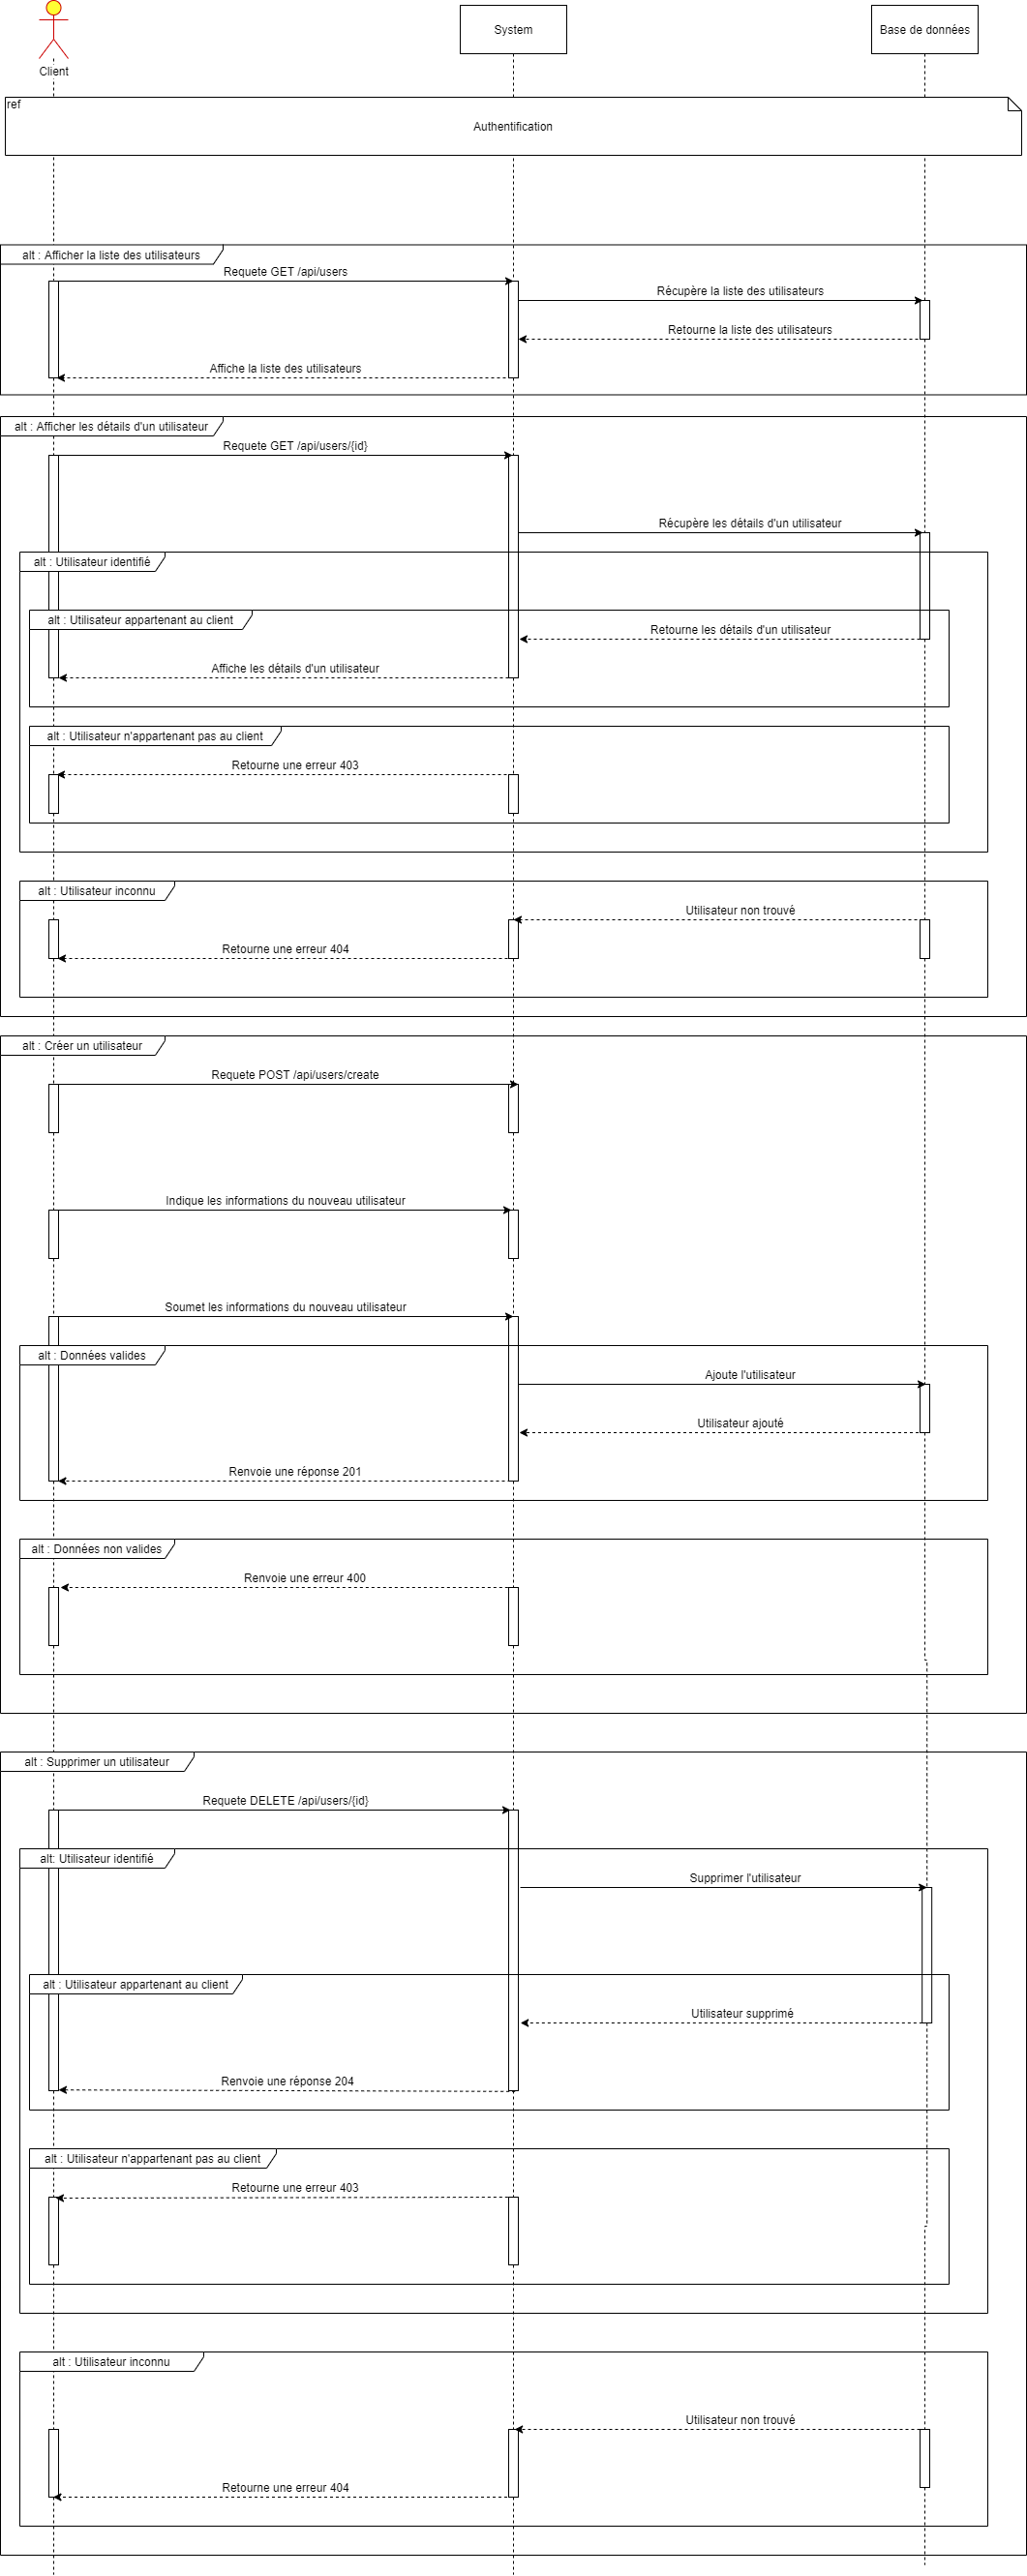 Client
System
Base de données
ref
Authentification
alt : Afficher la liste des utilisateurs
Requete GET /api/users
Récupère la liste des utilisateurs
Retourne la liste des utilisateurs
Affiche la liste des utilisateurs
alt : Afficher les détails d'un utilisateur
Requete GET /api/users/{id}
Récupère les détails d'un utilisateur
alt : Utilisateur identifié
alt : Utilisateur appartenant au client
Retourne les détails d'un utilisateur
Affiche les détails d'un utilisateur
alt : Utilisateur n'appartenant pas au client
Retourne une erreur 403
alt : Utilisateur inconnu
Utilisateur non trouvé
Retourne une erreur 404
alt : Créer un utilisateur
Requete POST /api/users/create
Indique les informations du nouveau utilisateur
Soumet les informations du nouveau utilisateur
alt : Données valides
Ajoute l'utilisateur
Utilisateur ajouté
Renvoie une réponse 201
alt : Données non valides
Renvoie une erreur 400
alt : Supprimer un utilisateur
Requete DELETE /api/users/{id}
alt: Utilisateur identifié
Supprimer l'utilisateur
alt : Utilisateur appartenant au client
Utilisateur supprimé
Renvoie une réponse 204
alt : Utilisateur n'appartenant pas au client
Retourne une erreur 403
alt : Utilisateur inconnu
Utilisateur non trouvé
Retourne une erreur 404